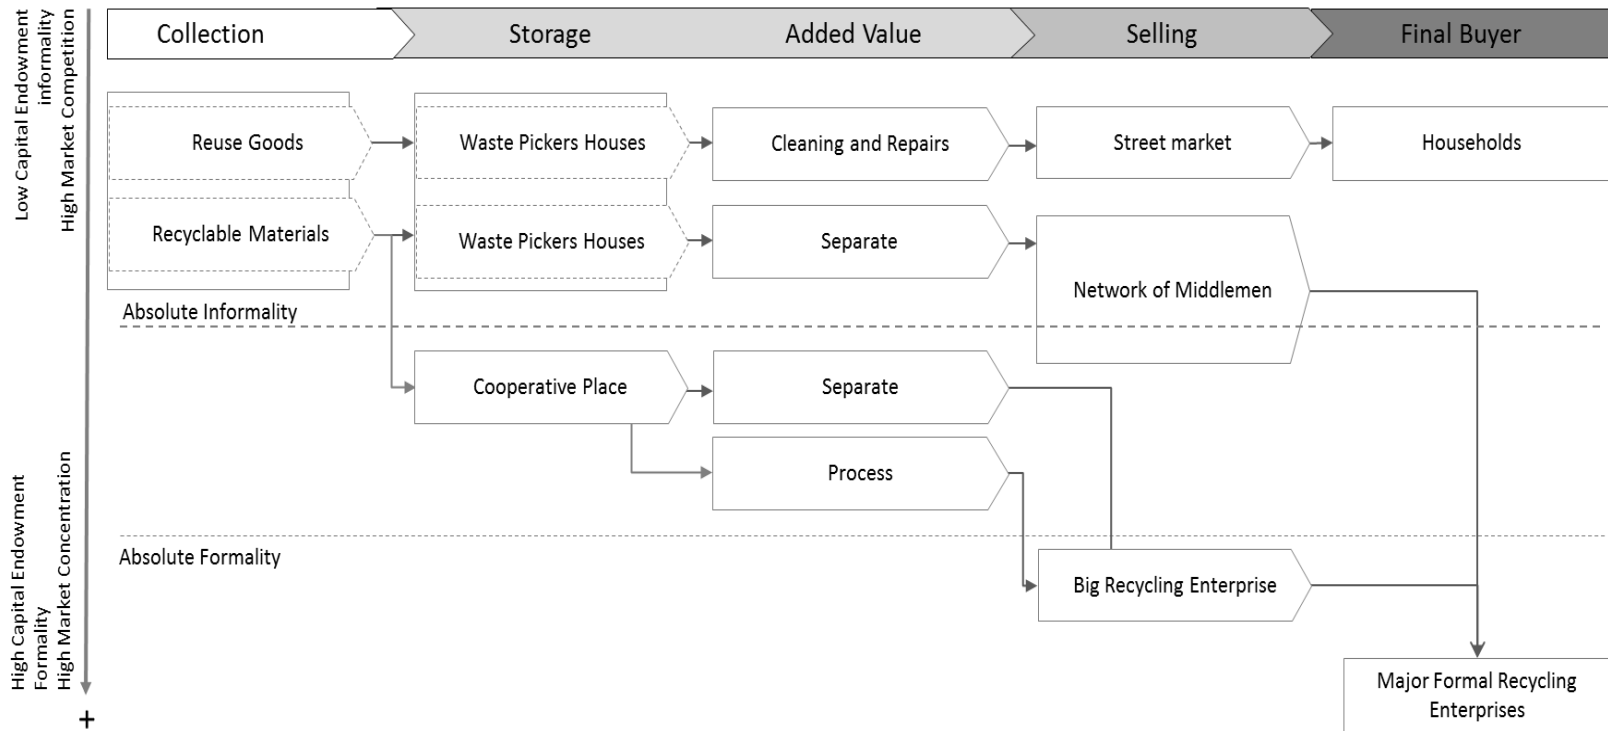 Collection
Storage
Added Value
Selling
Final Buyer
Low Capital Endowment
informality
High Market Competition
Reuse Goods
Waste Pickers Houses
Cleaning and Repairs
Street market
Households
Recyclable Materials
Waste Pickers Houses
Separate
Network of Middlemen
Absolute Informality
Cooperative Place
Separate
Process
Absolute Formality
Big Recycling Enterprise
High Capital Endowment
Formality
High Market Concentration
Major Formal Recycling
Enterprises
+